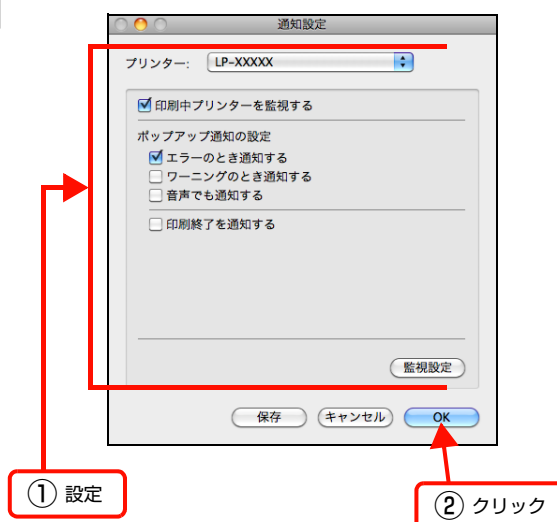 通知設定
プリンター: LP-XXXXX
印刷中プリンターを監視する
ポップアップ通知の設定
エラーのとき通知する
ワーニングのとき通知する
音声でも通知する
印刷終了を通知する
監視設定
保存 キャンセル OK
① 設定
② クリック